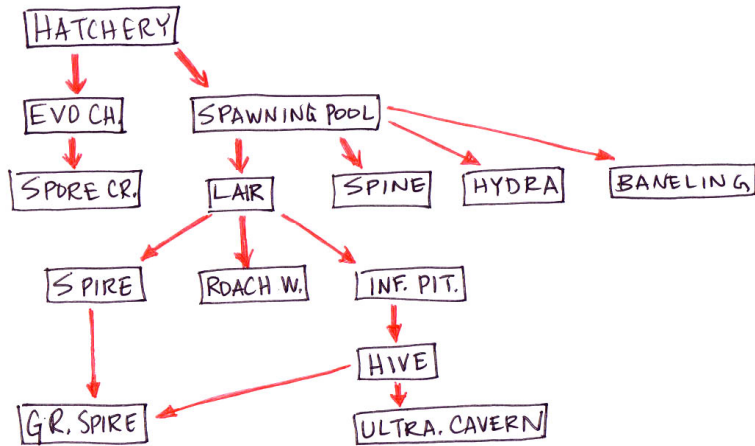 HATCHERY
EVO CH.
SPAWNING POOL
SPORE CR.
LAIR
SPINE
HYDRA
BANELING
SPIRE
ROACH W.
INF. PIT.
HIVE
GR. SPIRE
ULTRA. CAVERN